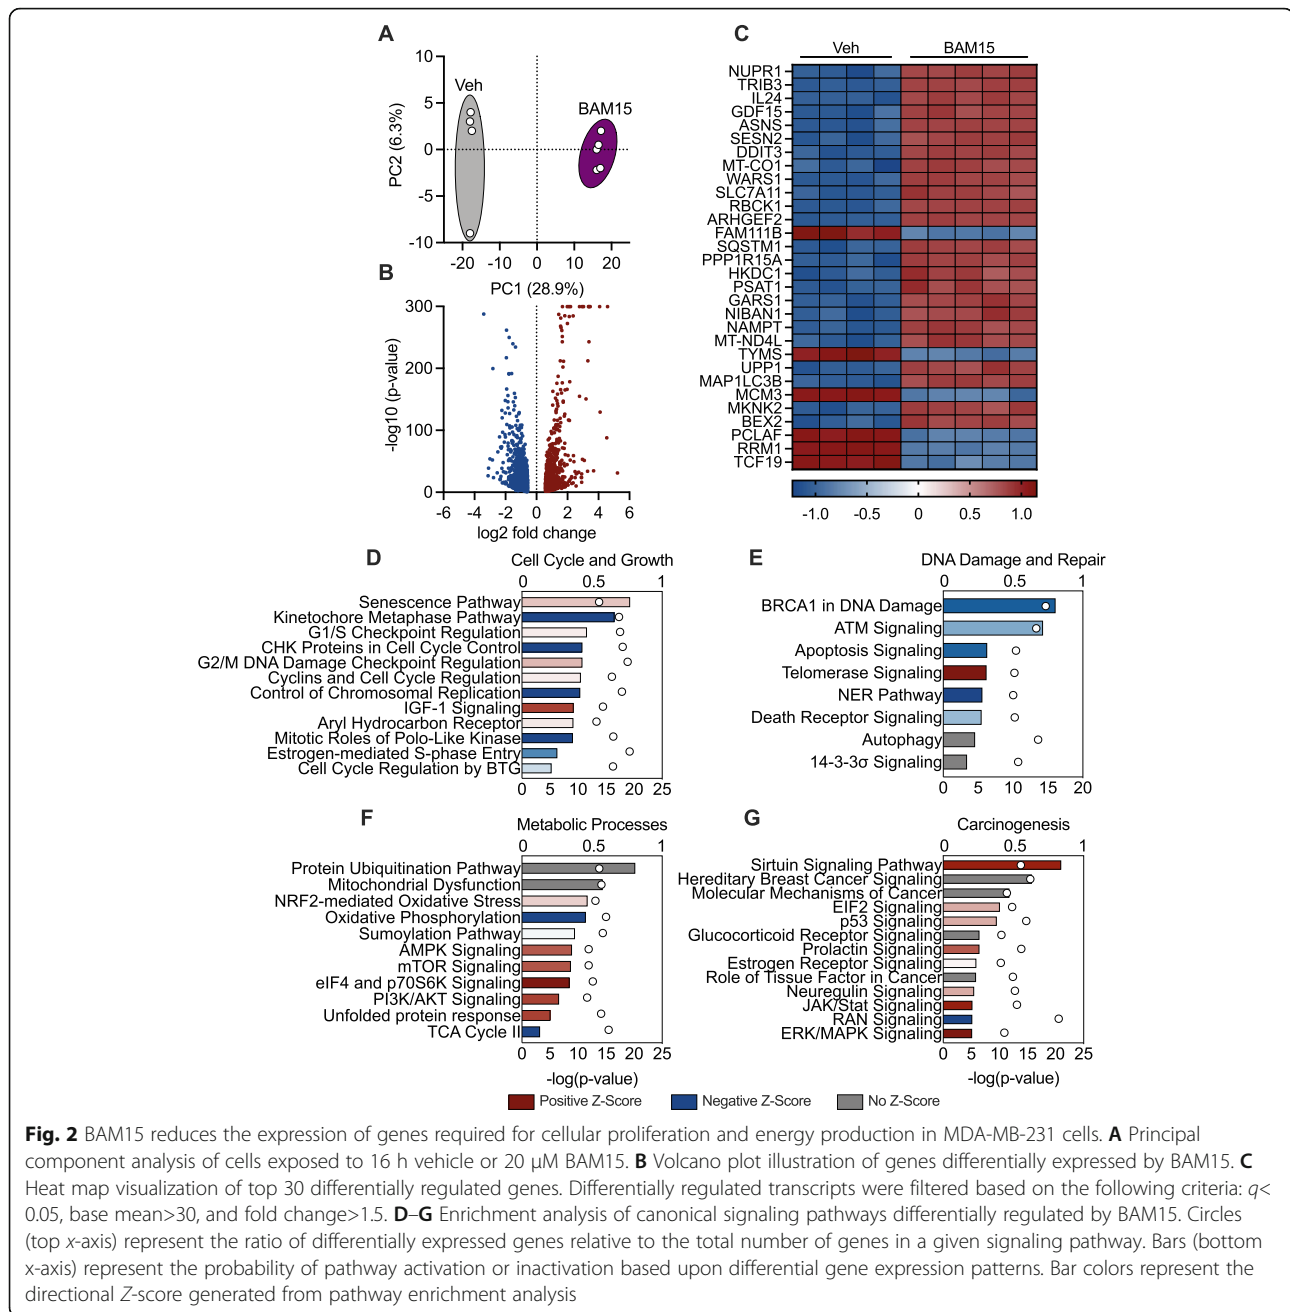 A
Veh
BAM15
PC2 (6.3%)
10
5
0
-5
-10
-20
-10
0
10
20
PC1 (28.9%)
B
-log10 (p-value)
300
200
100
0
-6
-4
-2
0
2
4
6
log2 fold change
C
Veh
BAM15
NUPR1
TRIB3
IL24
GDF15
ASNS
SESN2
DDIT3
MT-CO1
WARS1
SLC7A11
RBCK1
ARHGEF2
FAM111B
SQSTM1
PPP1R15A
HKDC1
PSAT1
GARS1
NIBAN1
NAMPT
MT-ND4L
TYMS
UPP1
MAP1LC3B
MCM3
MKNK2
BEX2
PCLAF
RRM1
TCF19
-1.0
-0.5
0
0.5
1.0
D
Cell Cycle and Growth
0
0.5
1
Senescence Pathway
Kinetochore Metaphase Pathway
G1/S Checkpoint Regulation
CHK Proteins in Cell Cycle Control
G2/M DNA Damage Checkpoint Regulation
Cyclins and Cell Cycle Regulation
Control of Chromosomal Replication
IGF-1 Signaling
Aryl Hydrocarbon Receptor
Mitotic Roles of Polo-Like Kinase
Estrogen-mediated S-phase Entry
Cell Cycle Regulation by BTG
0
5
10
15
20
25
E
DNA Damage and Repair
0
0.5
1
BRCA1 in DNA Damage
ATM Signaling
Apoptosis Signaling
Telomerase Signaling
NER Pathway
Death Receptor Signaling
Autophagy
14-3-3σ Signaling
0
5
10
15
20
F
Metabolic Processes
0
0.5
1
Protein Ubiquitination Pathway
Mitochondrial Dysfunction
NRF2-mediated Oxidative Stress
Oxidative Phosphorylation
Sumoylation Pathway
AMPK Signaling
mTOR Signaling
eIF4 and p70S6K Signaling
PI3K/AKT Signaling
Unfolded protein response
TCA Cycle II
0
5
10
15
20
25
-log(p-value)
G
Carcinogenesis
0
0.5
1
Sirtuin Signaling Pathway
Hereditary Breast Cancer Signaling
Molecular Mechanisms of Cancer
EIF2 Signaling
p53 Signaling
Glucocorticoid Receptor Signaling
Prolactin Signaling
Estrogen Receptor Signaling
Role of Tissue Factor in Cancer
Neuregulin Signaling
JAK/Stat Signaling
RAN Signaling
ERK/MAPK Signaling
0
5
10
15
20
25
-log(p-value)
Positive Z-Score
Negative Z-Score
No Z-Score
Fig. 2 BAM15 reduces the expression of genes required for cellular proliferation and energy production in MDA-MB-231 cells. A Principal
component analysis of cells exposed to 16 h vehicle or 20 μM BAM15. B Volcano plot illustration of genes differentially expressed by BAM15. C
Heat map visualization of top 30 differentially regulated genes. Differentially regulated transcripts were filtered based on the following criteria: q<
0.05, base mean>30, and fold change>1.5. D–G Enrichment analysis of canonical signaling pathways differentially regulated by BAM15. Circles
(top x-axis) represent the ratio of differentially expressed genes relative to the total number of genes in a given signaling pathway. Bars (bottom
x-axis) represent the probability of pathway activation or inactivation based upon differential gene expression patterns. Bar colors represent the
directional Z-score generated from pathway enrichment analysis